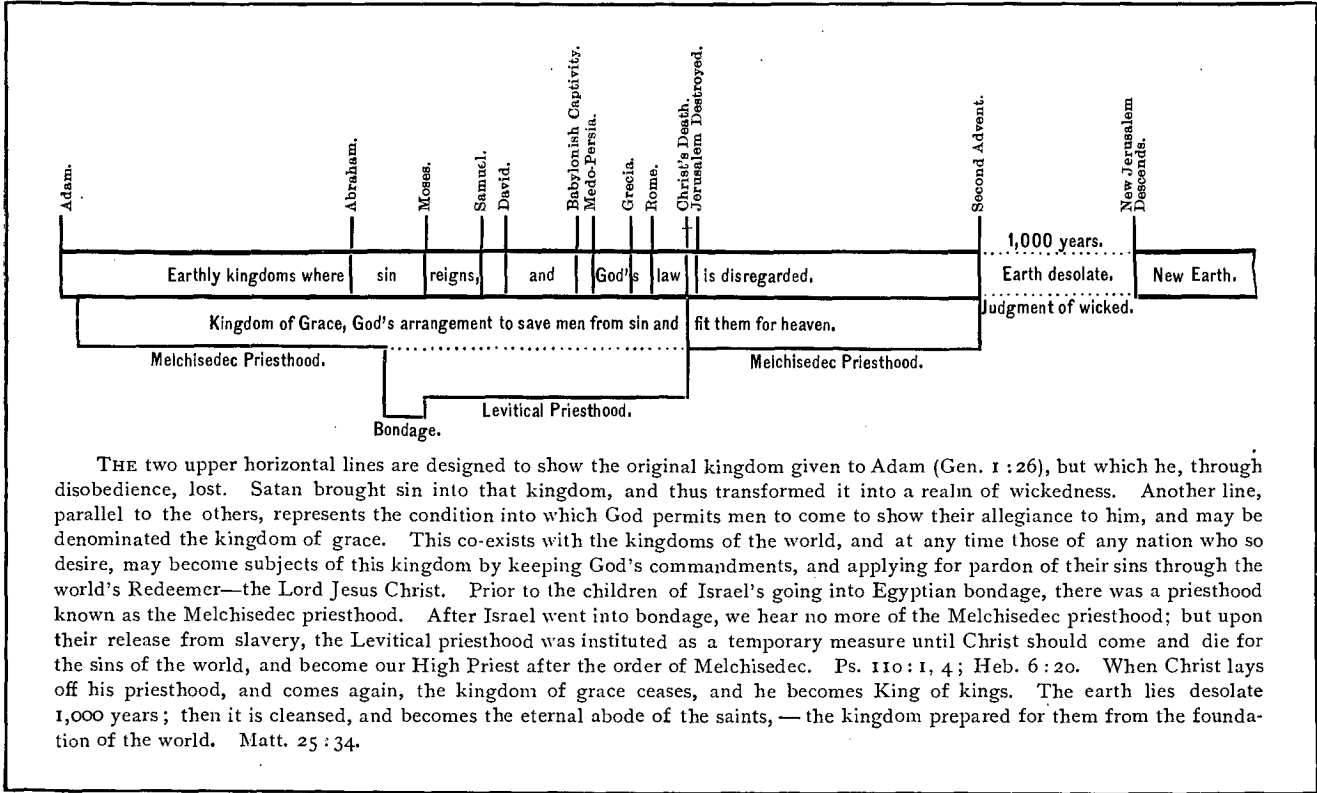 Adam.
Abraham.
Moses.
Samuel.
David.
Babylonish Captivity.
Medo-Persia.
Grecia.
Rome.
Christ's Death.
Jerusalem Destroyed.
Second Advent.
New Jerusalem
Descends.
1,000 years.
Earthly kingdoms where sin reigns, and God's law is disregarded.
Earth desolate.
New Earth.
Judgment of wicked.
Kingdom of Grace, God's arrangement to save men from sin and fit them for heaven.
Melchisedec Priesthood.
Melchisedec Priesthood.
Levitical Priesthood.
Bondage.
THE two upper horizontal lines are designed to show the original kingdom given to Adam (Gen. 1 : 26), but which he, through
disobedience, lost. Satan brought sin into that kingdom, and thus transformed it into a realm of wickedness. Another line,
parallel to the others, represents the condition into which God permits men to come to show their allegiance to him, and may be
denominated the kingdom of grace. This co-exists with the kingdoms of the world, and at any time those of any nation who so
desire, may become subjects of this kingdom by keeping God's commandments, and applying for pardon of their sins through the
world's Redeemer—the Lord Jesus Christ. Prior to the children of Israel's going into Egyptian bondage, there was a priesthood
known as the Melchisedec priesthood. After Israel went into bondage, we hear no more of the Melchisedec priesthood; but upon
their release from slavery, the Levitical priesthood was instituted as a temporary measure until Christ should come and die for
the sins of the world, and become our High Priest after the order of Melchisedec. Ps. 110 : 1, 4 ; Heb. 6 : 20. When Christ lays
off his priesthood, and comes again, the kingdom of grace ceases, and he becomes King of kings. The earth lies desolate
1,000 years ; then it is cleansed, and becomes the eternal abode of the saints, — the kingdom prepared for them from the founda-
tion of the world. Matt. 25 : 34.